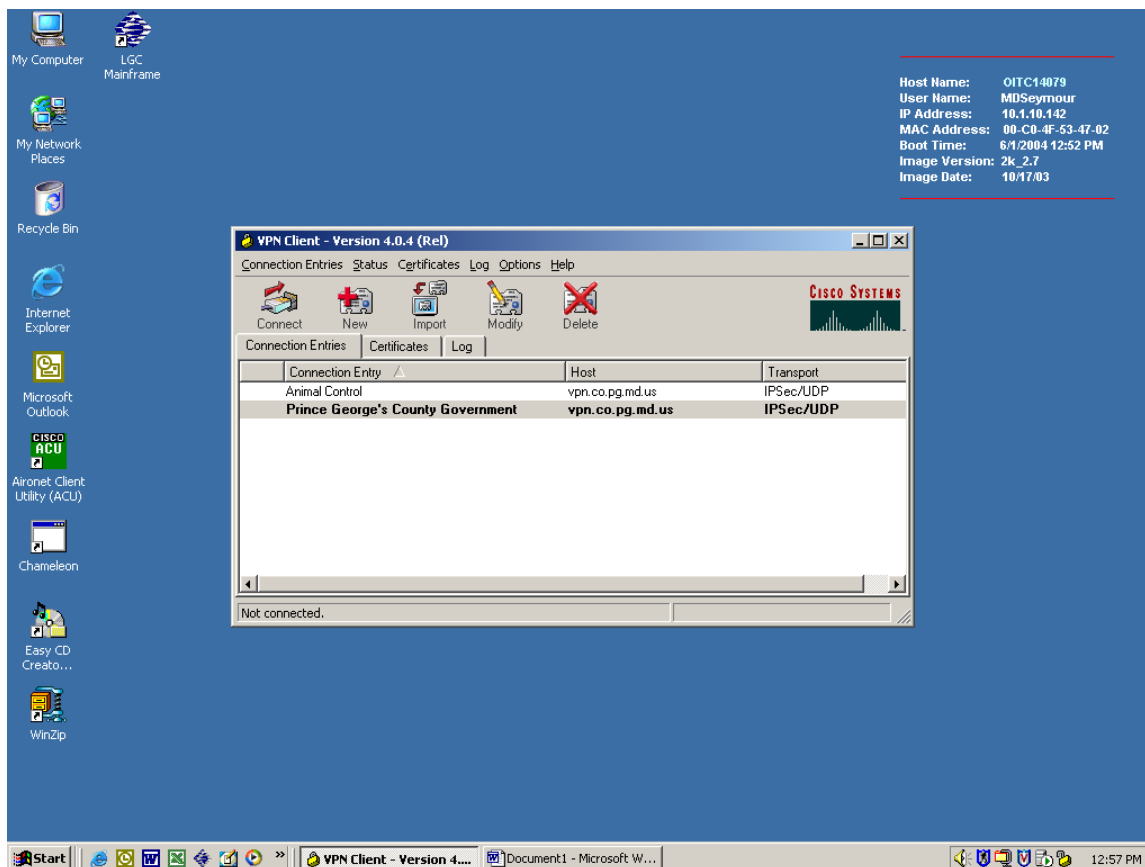 My Computer
LGC
Mainframe
My Network
Places
Recycle Bin
Internet
Explorer
Microsoft
Outlook
CISCO
ACU
Aironet Client
Utility (ACU)
Chameleon
Easy CD
Creato...
WinZip
Host Name: OITC14079
User Name: MDSeymour
IP Address: 10.1.10.142
MAC Address: 00-C0-4F-53-47-02
Boot Time: 6/1/2004 12:52 PM
Image Version: 2k_2.7
Image Date: 10/17/03
VPN Client - Version 4.0.4 (Rel)
Connection Entries Status Certificates Log Options Help
Connect New Import Modify Delete
CISCO SYSTEMS
Connection Entries Certificates Log
Connection Entry Host Transport
Animal Control vpn.co.pg.md.us IPSec/UDP
Prince George's County Government vpn.co.pg.md.us IPSec/UDP
Not connected.
Start » VPN Client - Version 4.... Document1 - Microsoft W... 12:57 PM